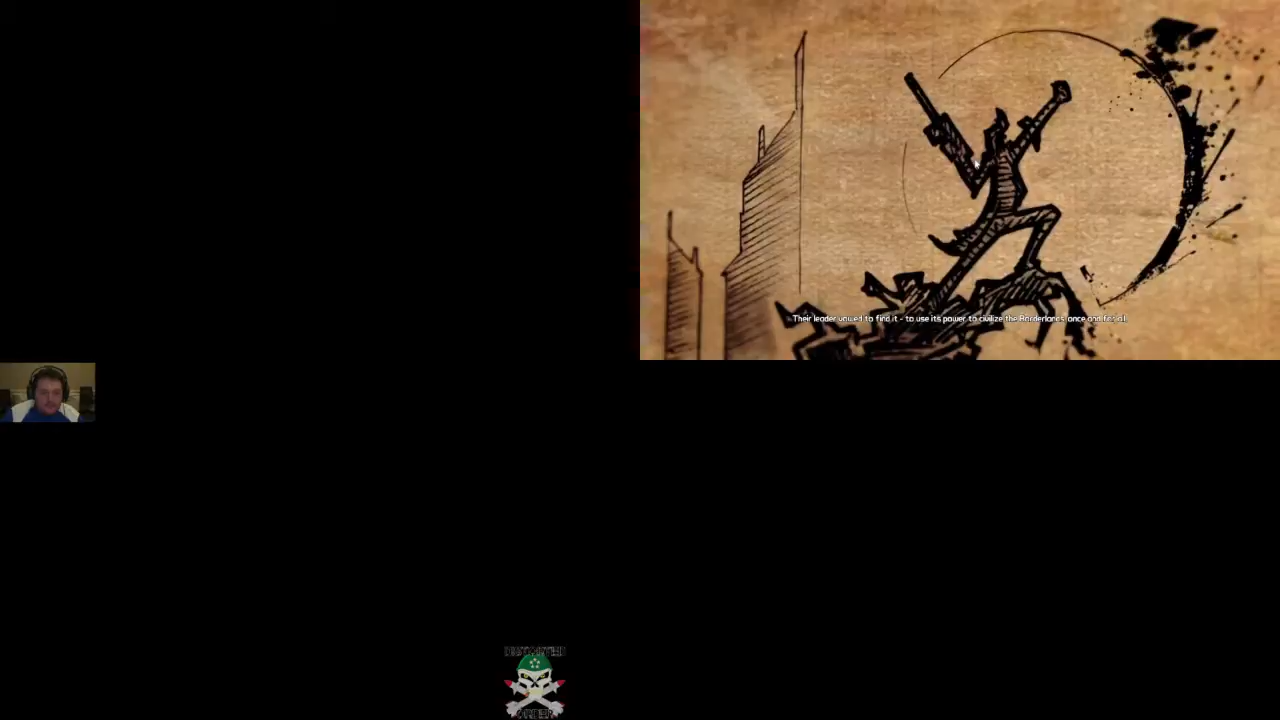 Their leader vowed to find it - to use its power to civilize the Borderlands once and for all.